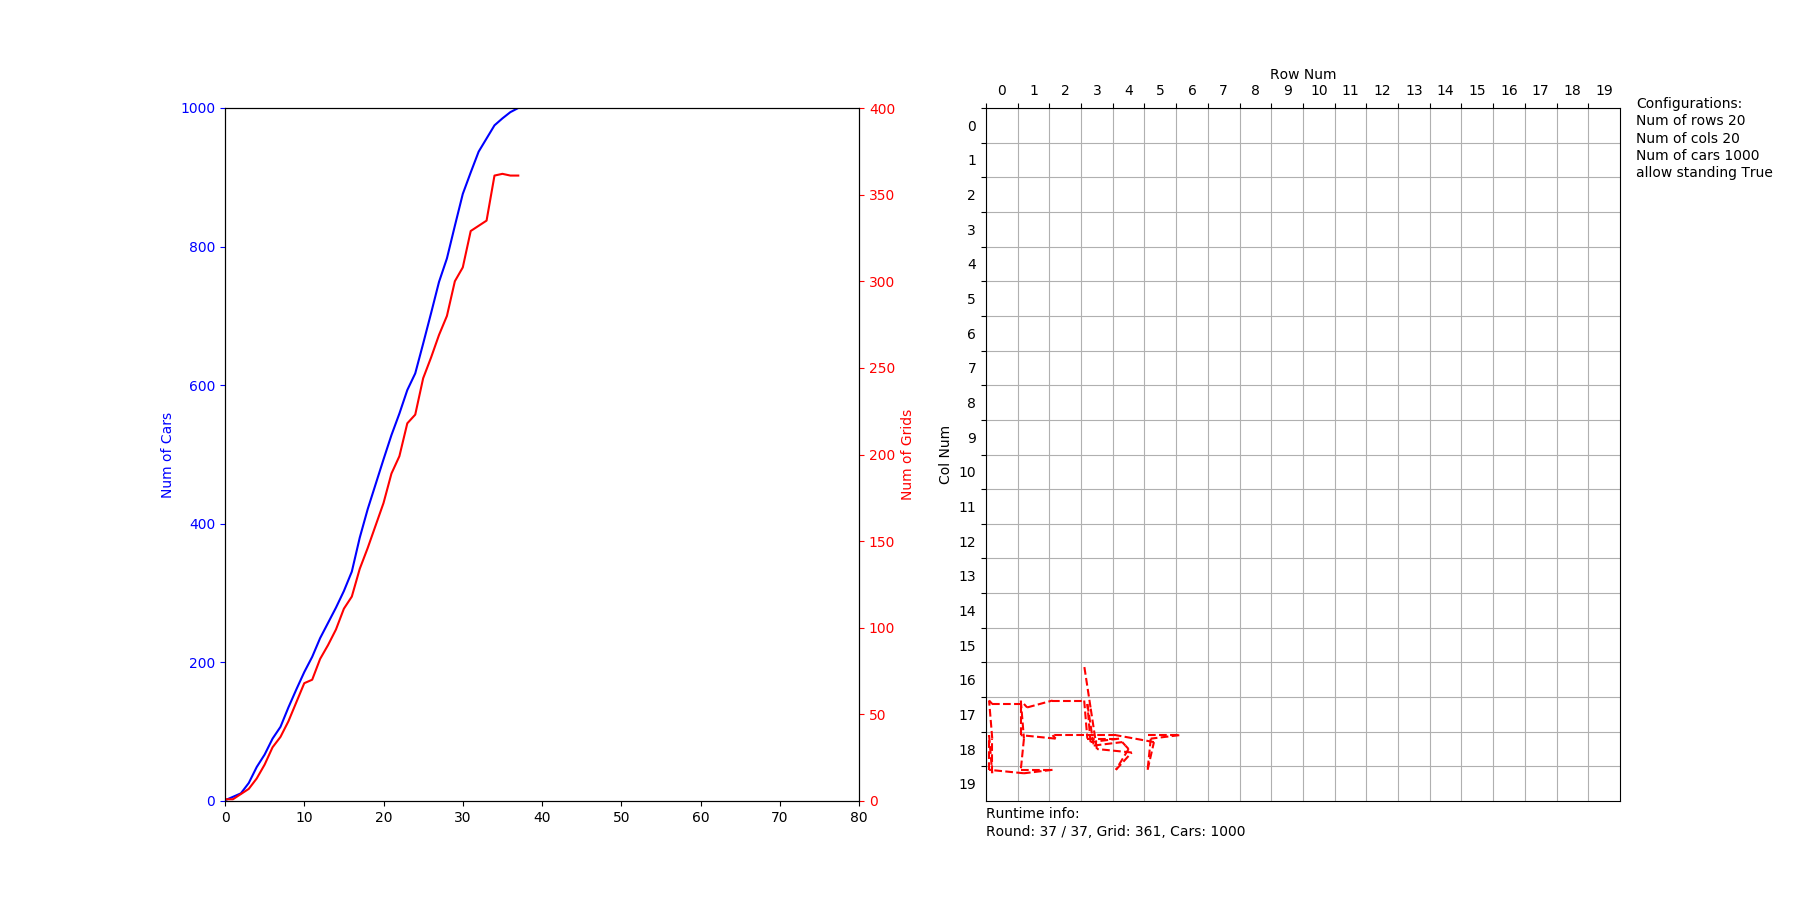 Num of Cars
1000
800
600
400
200
0
0 10 20 30 40 50 60 70 80
400
350
300
250
200
150
100
50
0
Num of Grids
Row Num
0 1 2 3 4 5 6 7 8 9 10 11 12 13 14 15 16 17 18 19
Col Num
0
1
2
3
4
5
6
7
8
9
10
11
12
13
14
15
16
17
18
19
Configurations:
Num of rows 20
Num of cols 20
Num of cars 1000
allow standing True
Runtime info:
Round: 37 / 37, Grid: 361, Cars: 1000